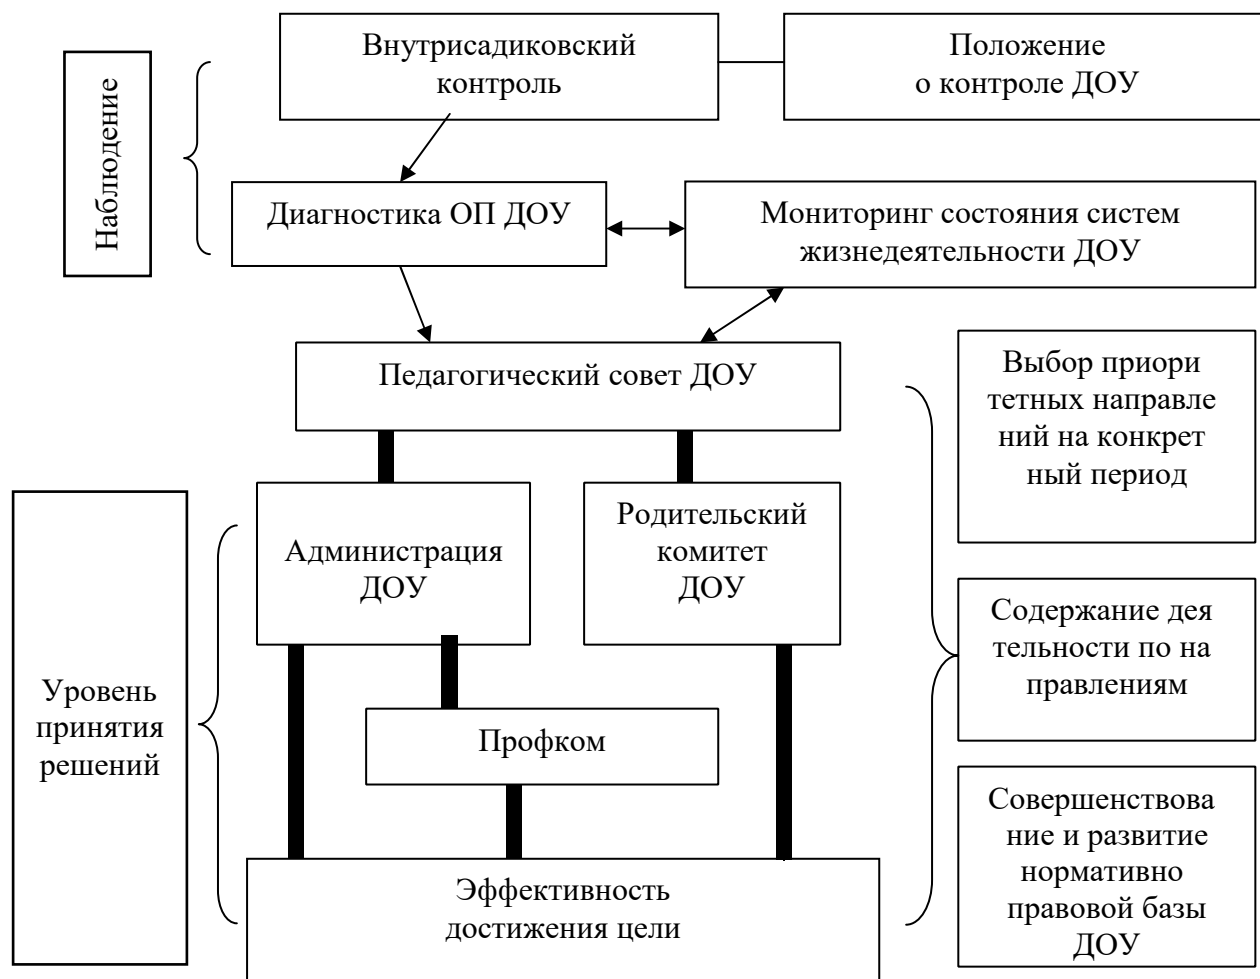 Внутрисадиковский
контроль
Положение
о контроле ДОУ
Наблюдение
Диагностика ОП ДОУ
Мониторинг состояния систем
жизнедеятельности ДОУ
Педагогический совет ДОУ
Выбор приори
тетных направле
ний на конкрет
ный период
Администрация
ДОУ
Родительский
комитет
ДОУ
Содержание дея
тельности по на
правлениям
Уровень
принятия
решений
Профком
Совершенствова
ние и развитие
нормативно
правовой базы
ДОУ
Эффективность
достижения цели